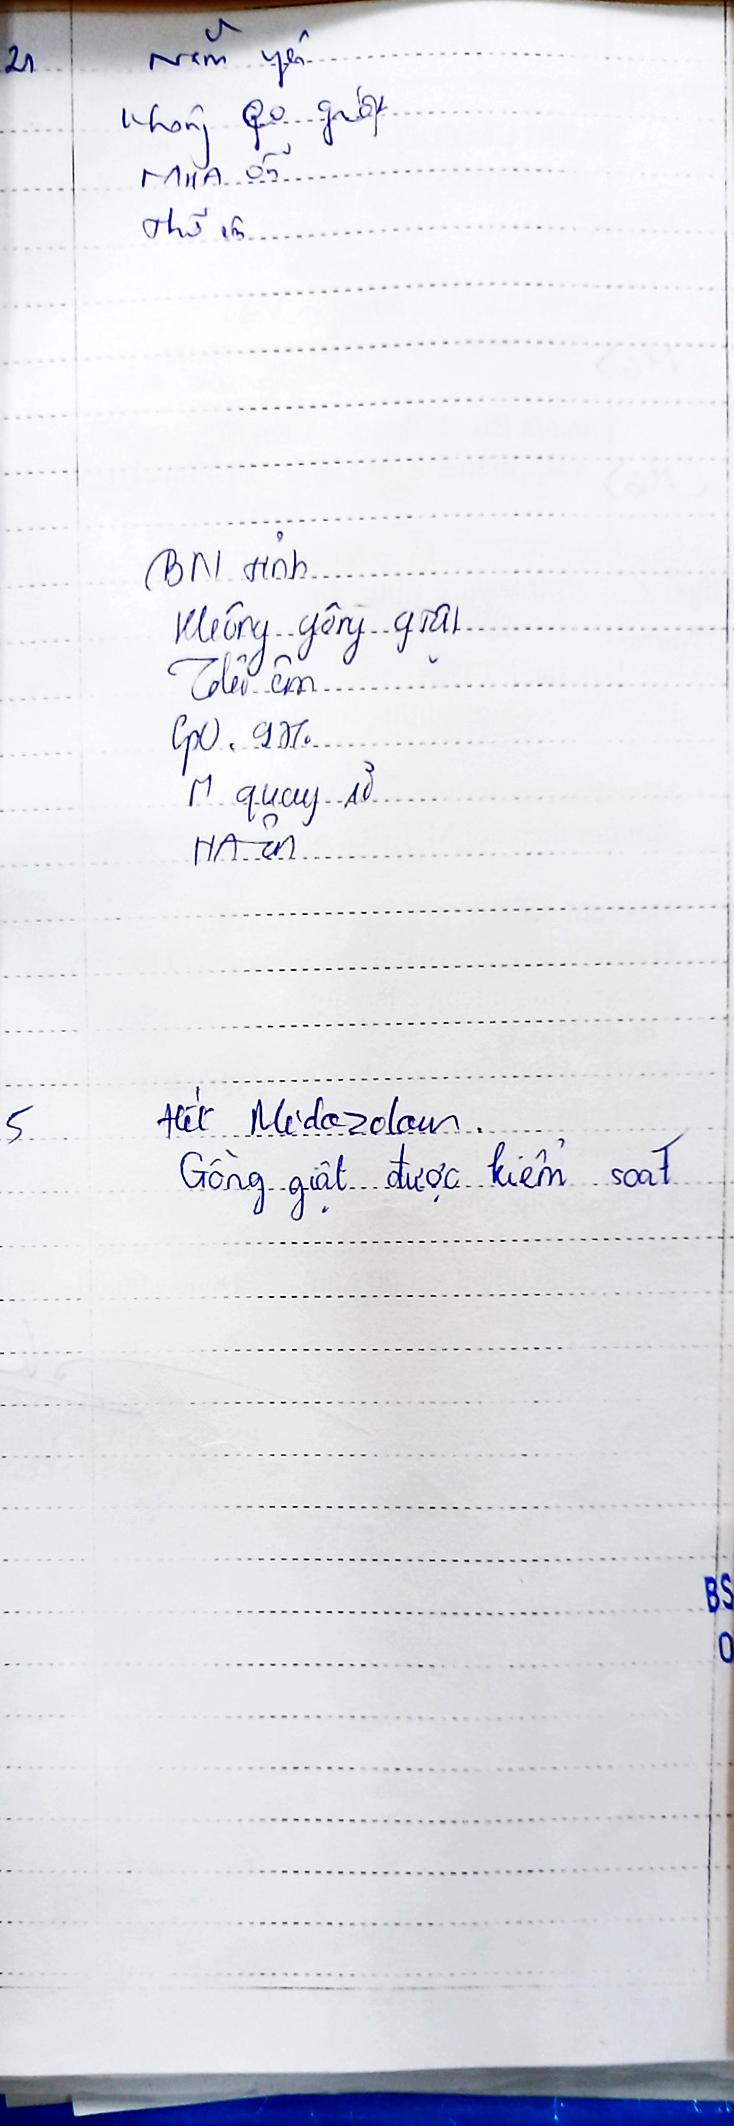 21 Nằm yên
Không co giật
MHA ổn
thở êm
BN tỉnh
Không gồng giật
Thở êm
SpO₂ 97%
M quay rõ
HA ổn
5 Hết Midazolam.
Gồng giật được kiểm soát
BS